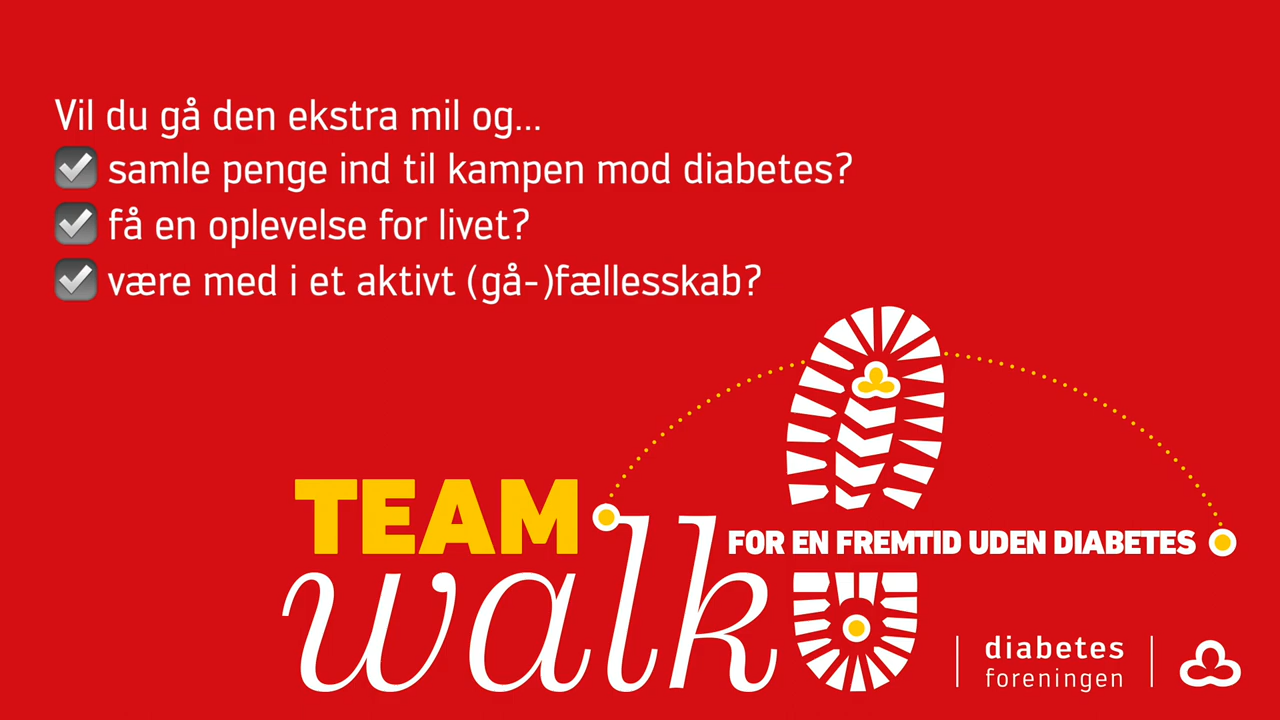 Vil du gå den ekstra mil og...
samle penge ind til kampen mod diabetes?
få en oplevelse for livet?
være med i et aktivt (gå-)fællesskab?
TEAM
walk
FOR EN FREMTID UDEN DIABETES
diabetes
foreningen